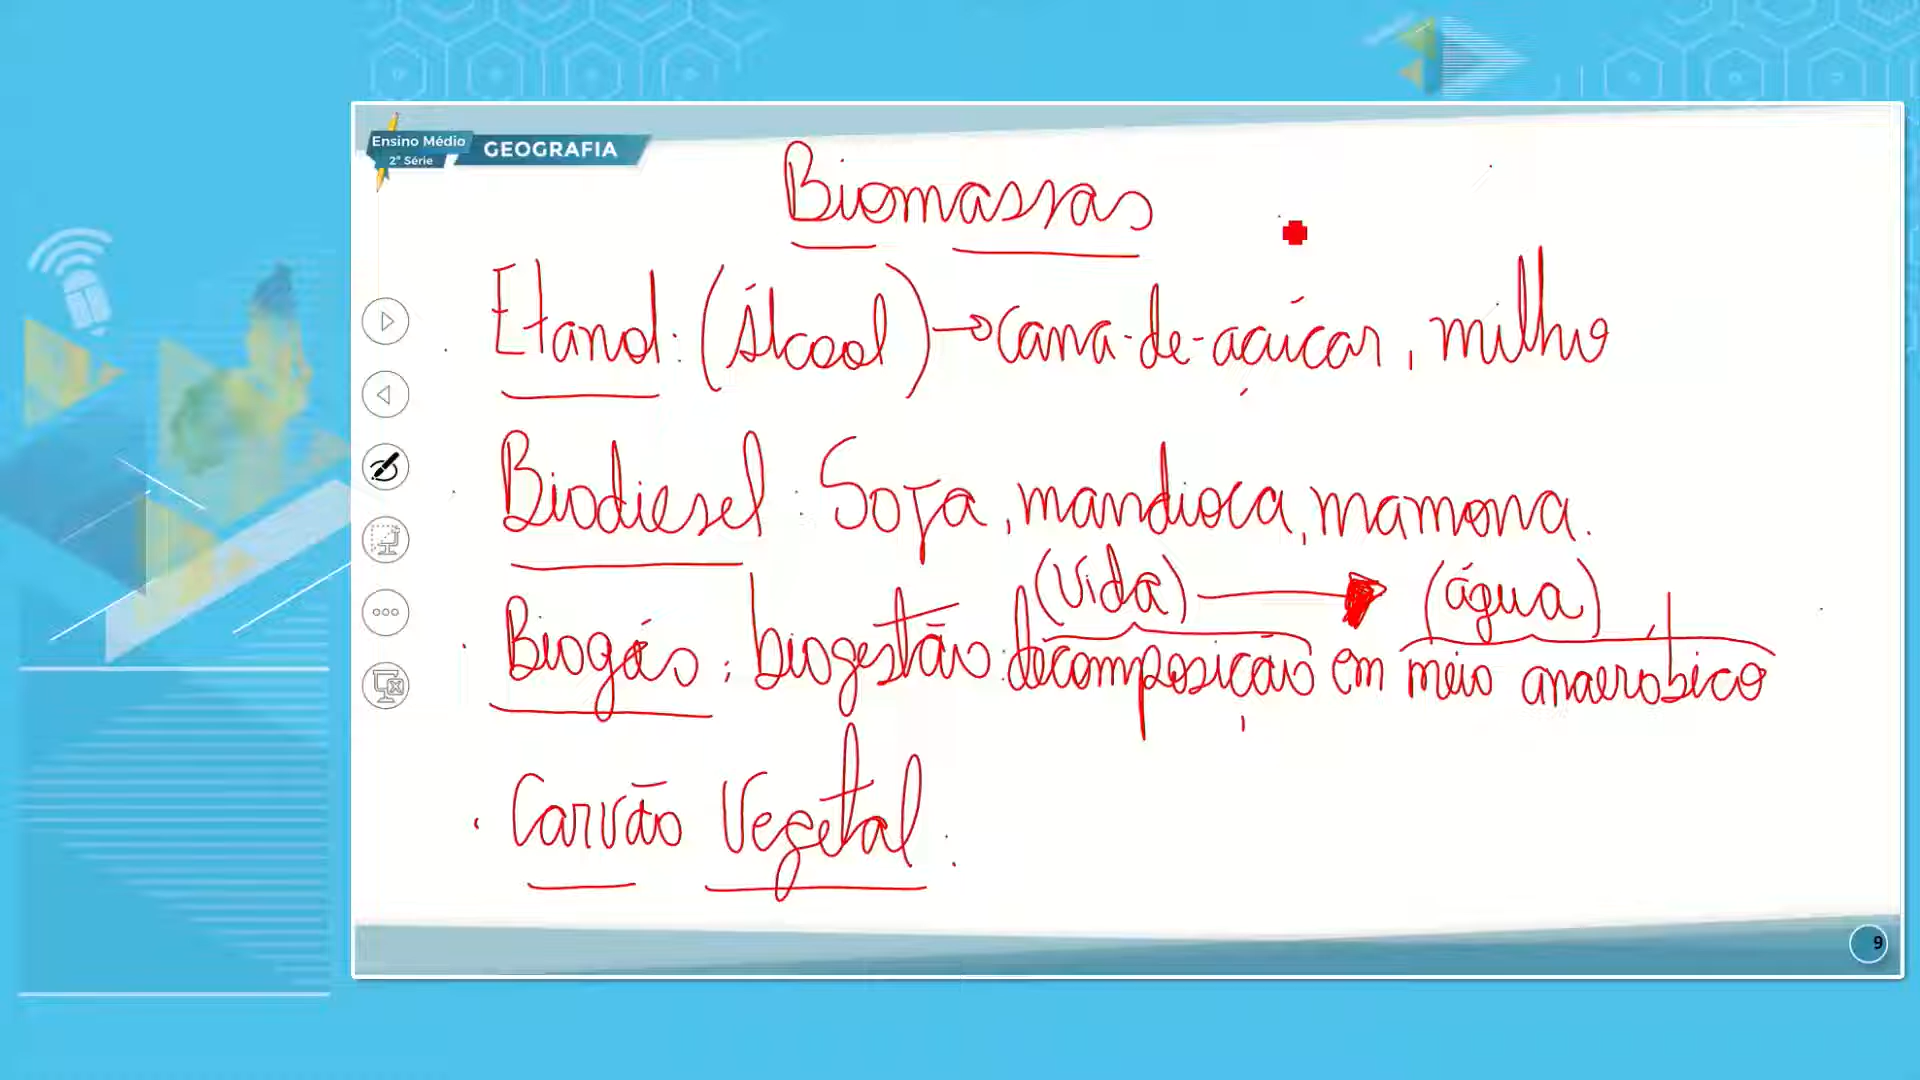 Ensino Médio
2ª Série
GEOGRAFIA
Biomassas
Etanol: (Álcool) → cana-de-açúcar, milho
Biodiesel: Soja, mandioca, mamona.
(vida) → (água)
Biogás: biogestão: decomposição em meio anaeróbico
Carvão Vegetal:
9